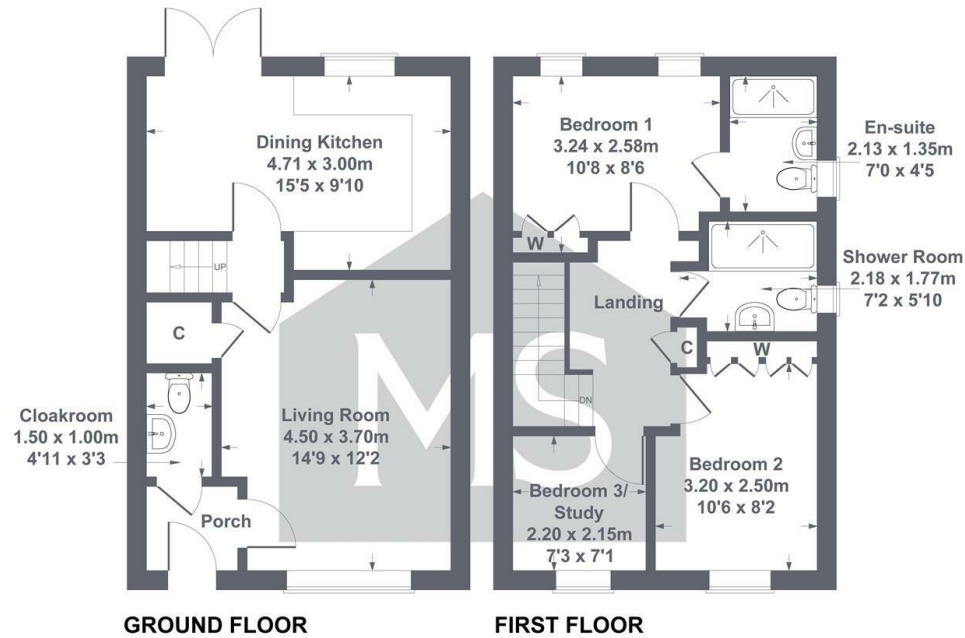 Dining Kitchen
4.71 x 3.00m
15'5 x 9'10
UP
C
Cloakroom
1.50 x 1.00m
4'11 x 3'3
Living Room
4.50 x 3.70m
14'9 x 12'2
Porch
GROUND FLOOR
Bedroom 1
3.24 x 2.58m
10'8 x 8'6
En-suite
2.13 x 1.35m
7'0 x 4'5
W
Shower Room
2.18 x 1.77m
7'2 x 5'10
Landing
C
W
DN
MS
Bedroom 2
3.20 x 2.50m
10'6 x 8'2
Bedroom 3/
Study
2.20 x 2.15m
7'3 x 7'1
FIRST FLOOR